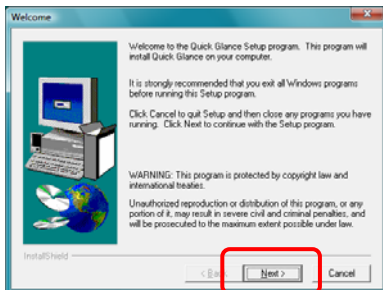 Welcome
Welcome to the Quick Glance Setup program. This program will
install Quick Glance on your computer.
It is strongly recommended that you exit all Windows programs
before running this Setup program.
Click Cancel to quit Setup and then close any programs you have
running. Click Next to continue with the Setup program.
WARNING: This program is protected by copyright law and
international treaties.
Unauthorized reproduction or distribution of this program, or any
portion of it, may result in severe civil and criminal penalties, and
will be prosecuted to the maximum extent possible under law.
InstallShield
Next > Cancel